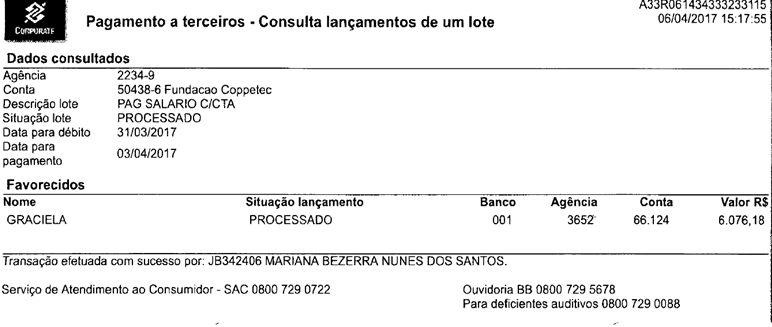 A33R061434333233115
06/04/2017 15:17:55
CORPORATE
Pagamento a terceiros - Consulta lançamentos de um lote
Dados consultados
Agência 2234-9
Conta 50438-6 Fundacao Coppetec
Descrição lote PAG SALARIO C/CTA
Situação lote PROCESSADO
Data para débito 31/03/2017
Data para pagamento 03/04/2017
Favorecidos
Nome Situação lançamento Banco Agência Conta Valor R$
GRACIELA PROCESSADO 001 3652 66.124 6.076,18
Transação efetuada com sucesso por: JB342406 MARIANA BEZERRA NUNES DOS SANTOS.
Serviço de Atendimento ao Consumidor - SAC 0800 729 0722 Ouvidoria BB 0800 729 5678
Para deficientes auditivos 0800 729 0088